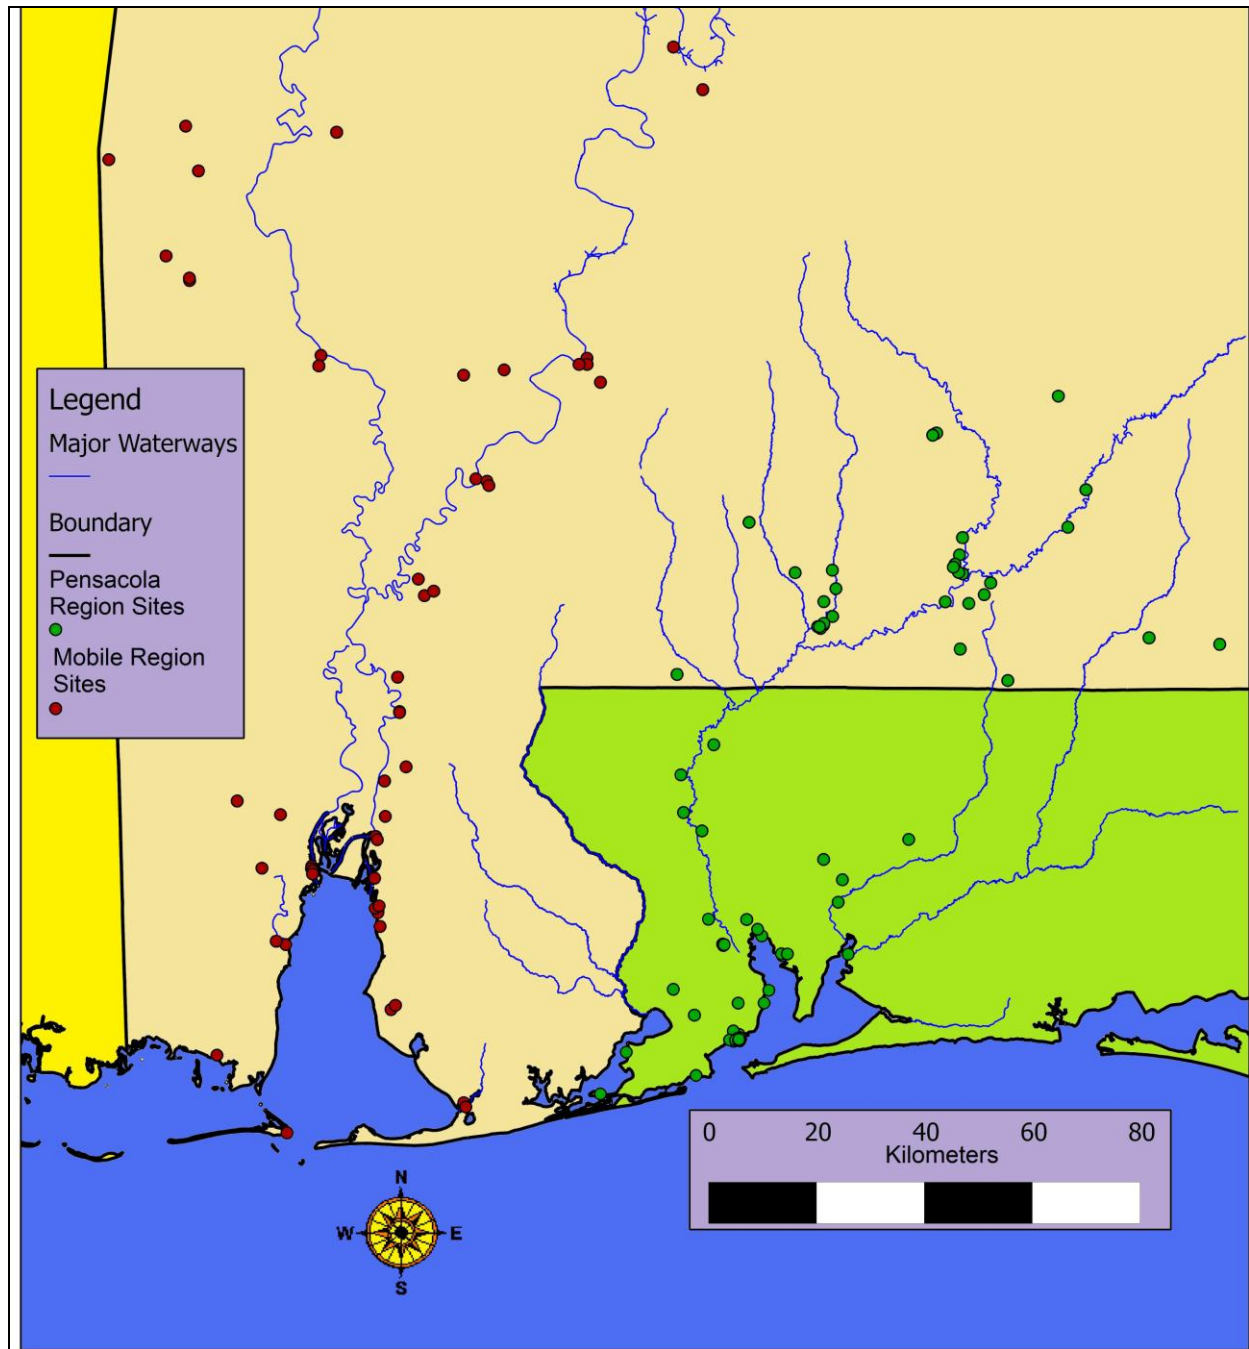 Legend
Major Waterways
Boundary
Pensacola
Region Sites
Mobile Region
Sites
0 20 40 60 80
Kilometers
N
W E
S